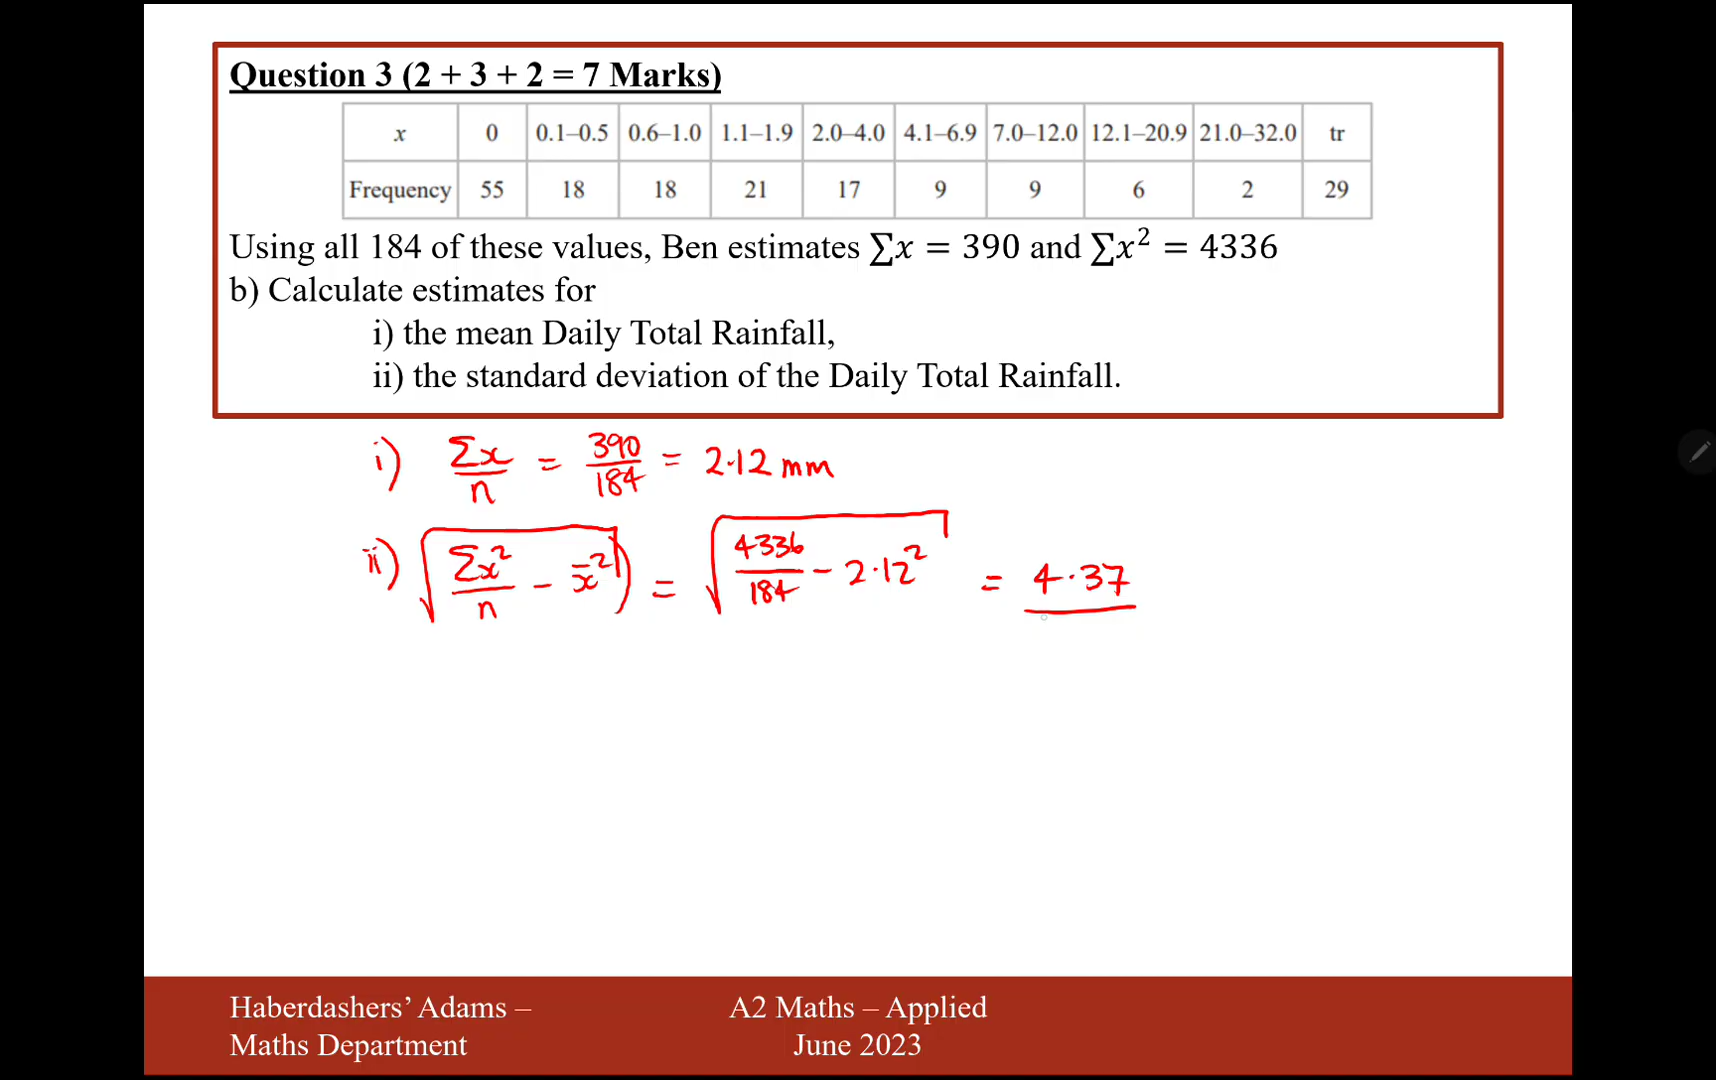 Question 3 (2 + 3 + 2 = 7 Marks)
x 0 0.1–0.5 0.6–1.0 1.1–1.9 2.0–4.0 4.1–6.9 7.0–12.0 12.1–20.9 21.0–32.0 tr
Frequency 55 18 18 21 17 9 9 6 2 29
Using all 184 of these values, Ben estimates ∑x = 390 and ∑x² = 4336
b) Calculate estimates for
i) the mean Daily Total Rainfall,
ii) the standard deviation of the Daily Total Rainfall.
i) Σx/n = 390/184 = 2·12 mm
ii) √(Σx²/n − x̄²) = √(4336/184 − 2·12²) = 4·37
Haberdashers’ Adams –
Maths Department
A2 Maths – Applied
June 2023